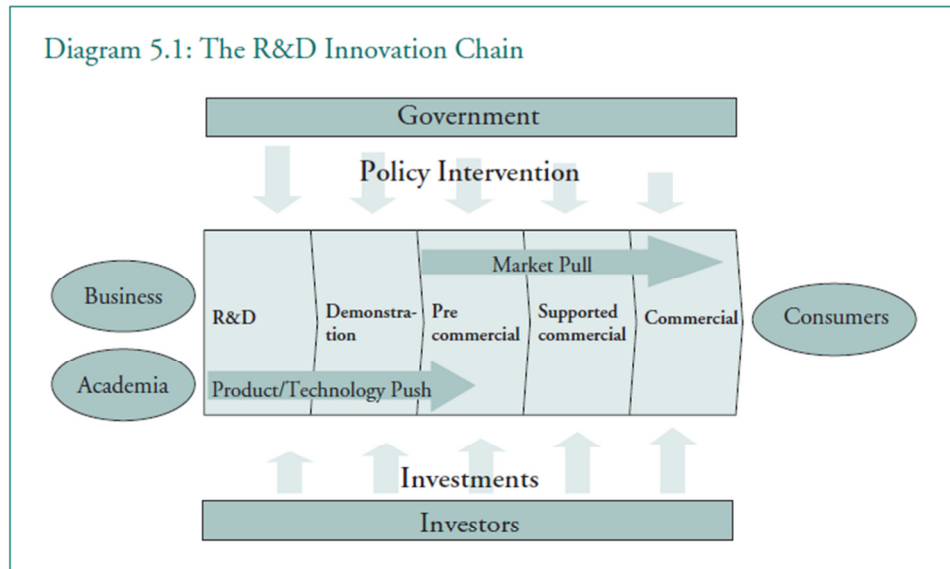 Diagram 5.1: The R&D Innovation Chain
Government
Policy Intervention
Market Pull
Business
Academia
R&D
Demonstra-
tion
Pre
commercial
Supported
commercial
Commercial
Consumers
Product/Technology Push
Investments
Investors